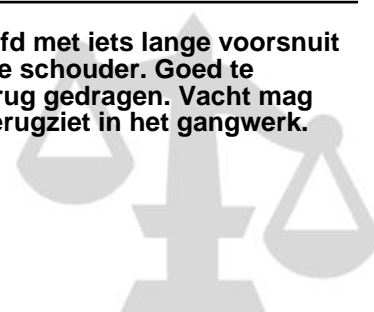 fd met iets lange voorsnuit
e schouder. Goed te
rug gedragen. Vacht mag
erugziet in het gangwerk.